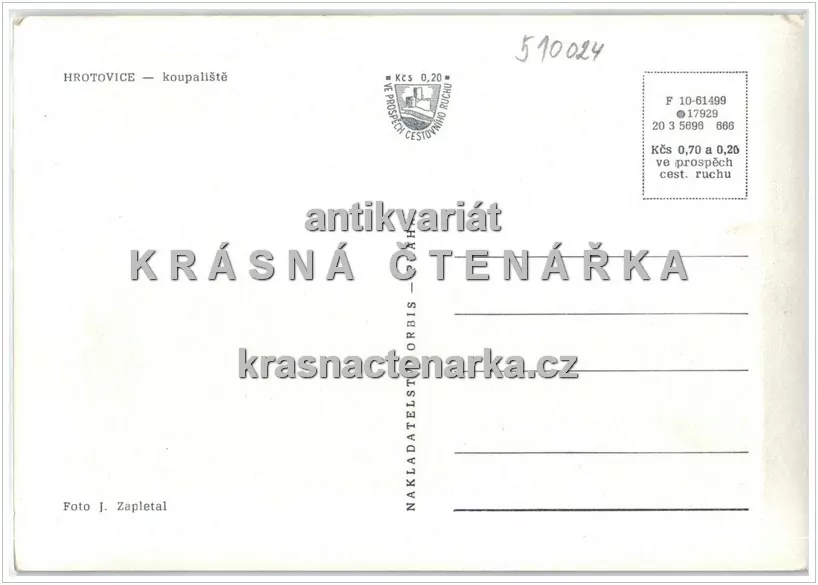 510024
HROTOVICE — koupaliště
Kčs 0,20
VE PROSPĚCH CESTOVNÍHO RUCHU
F 10-61499
17929
20 3 5696 666
Kčs 0,70 a 0,20
ve prospěch
cest. ruchu
antikvariát
KRÁSNÁ ČTENÁŘKA
krasnactenarka.cz
NAKLADATELSTVÍ ORBIS — PRAHA
Foto J. Zapletal